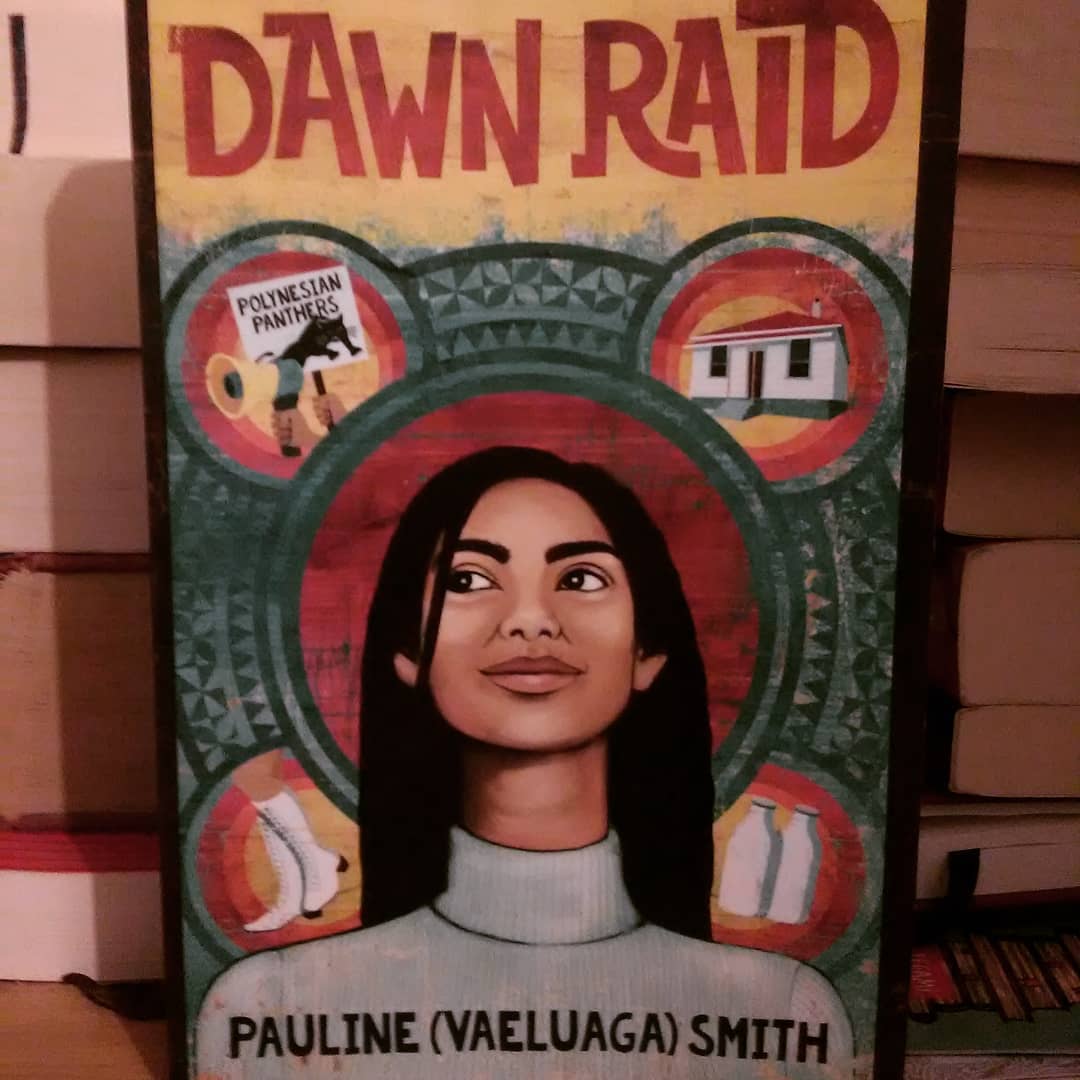 DAWN RAID
POLYNESIAN
PANTHERS
PAULINE (VAELUAGA) SMITH